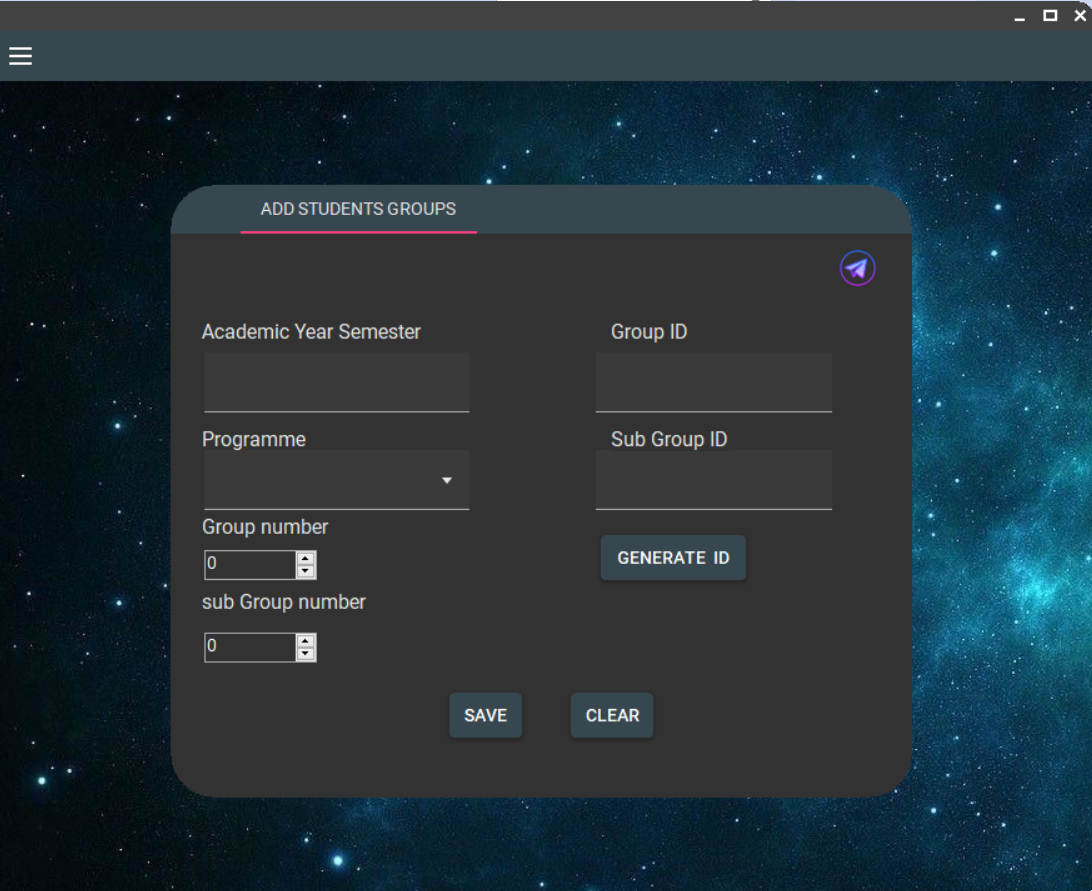 ADD STUDENTS GROUPS
Academic Year Semester
Group ID
Programme
Sub Group ID
Group number
0
GENERATE ID
sub Group number
0
SAVE
CLEAR